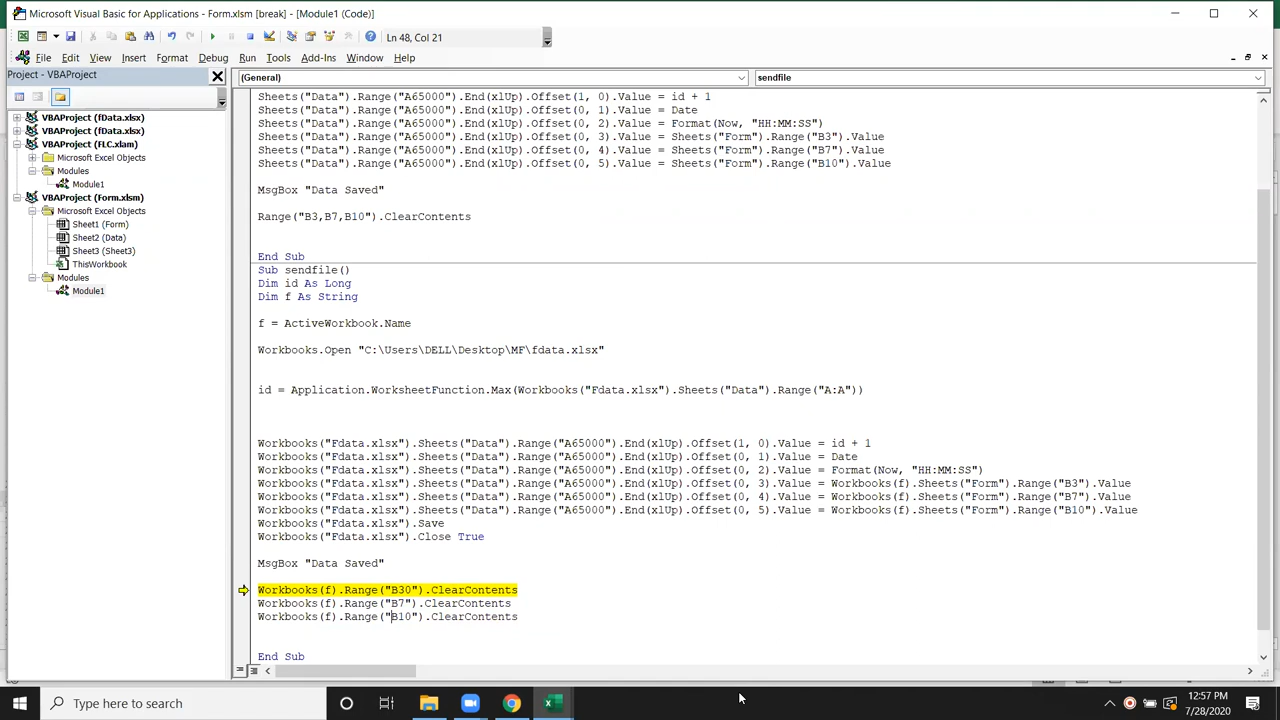 Microsoft Visual Basic for Applications - Form.xlsm [break] - [Module1 (Code)]
Ln 48, Col 21
File Edit View Insert Format Debug Run Tools Add-Ins Window Help
Project - VBAProject
(General)
sendfile
VBAProject (fData.xlsx)
VBAProject (fData.xlsx)
VBAProject (FLC.xlam)
Microsoft Excel Objects
Modules
Module1
VBAProject (Form.xlsm)
Microsoft Excel Objects
Sheet1 (Form)
Sheet2 (Data)
Sheet3 (Sheet3)
ThisWorkbook
Modules
Module1
Sheets("Data").Range("A65000").End(xlUp).Offset(1, 0).Value = id + 1
Sheets("Data").Range("A65000").End(xlUp).Offset(0, 1).Value = Date
Sheets("Data").Range("A65000").End(xlUp).Offset(0, 2).Value = Format(Now, "HH:MM:SS")
Sheets("Data").Range("A65000").End(xlUp).Offset(0, 3).Value = Sheets("Form").Range("B3").Value
Sheets("Data").Range("A65000").End(xlUp).Offset(0, 4).Value = Sheets("Form").Range("B7").Value
Sheets("Data").Range("A65000").End(xlUp).Offset(0, 5).Value = Sheets("Form").Range("B10").Value
MsgBox "Data Saved"
Range("B3,B7,B10").ClearContents
End Sub
Sub sendfile()
Dim id As Long
Dim f As String
f = ActiveWorkbook.Name
Workbooks.Open "C:\Users\DELL\Desktop\MF\fdata.xlsx"
id = Application.WorksheetFunction.Max(Workbooks("Fdata.xlsx").Sheets("Data").Range("A:A"))
Workbooks("Fdata.xlsx").Sheets("Data").Range("A65000").End(xlUp).Offset(1, 0).Value = id + 1
Workbooks("Fdata.xlsx").Sheets("Data").Range("A65000").End(xlUp).Offset(0, 1).Value = Date
Workbooks("Fdata.xlsx").Sheets("Data").Range("A65000").End(xlUp).Offset(0, 2).Value = Format(Now, "HH:MM:SS")
Workbooks("Fdata.xlsx").Sheets("Data").Range("A65000").End(xlUp).Offset(0, 3).Value = Workbooks(f).Sheets("Form").Range("B3").Value
Workbooks("Fdata.xlsx").Sheets("Data").Range("A65000").End(xlUp).Offset(0, 4).Value = Workbooks(f).Sheets("Form").Range("B7").Value
Workbooks("Fdata.xlsx").Sheets("Data").Range("A65000").End(xlUp).Offset(0, 5).Value = Workbooks(f).Sheets("Form").Range("B10").Value
Workbooks("Fdata.xlsx").Save
Workbooks("Fdata.xlsx").Close True
MsgBox "Data Saved"
Workbooks(f).Range("B30").ClearContents
Workbooks(f).Range("B7").ClearContents
Workbooks(f).Range("B10").ClearContents
End Sub
Type here to search
12:57 PM
7/28/2020